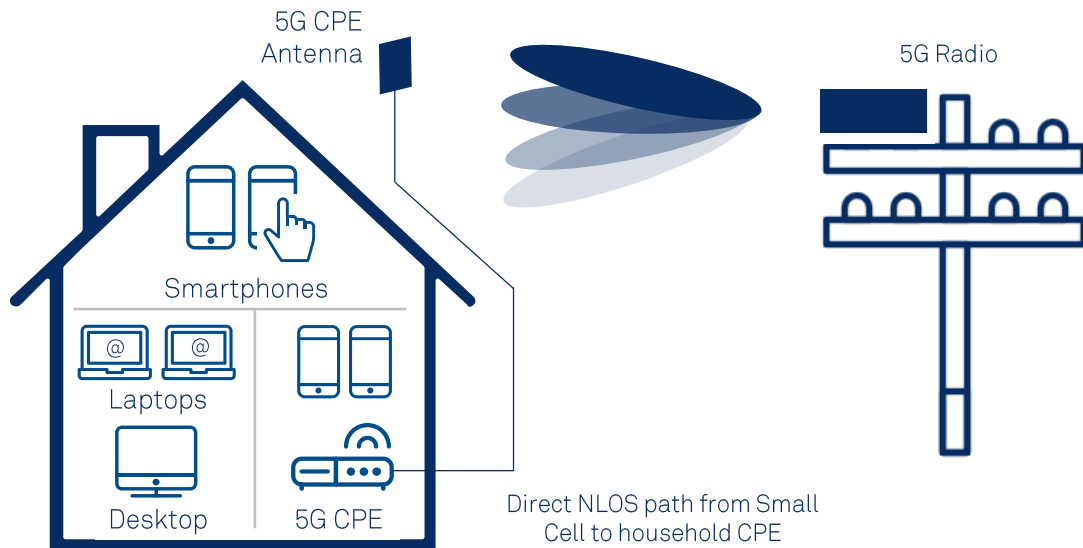 5G CPE
Antenna
5G Radio
Smartphones
@
@
Laptops
Desktop
5G CPE
Direct NLOS path from Small
Cell to household CPE